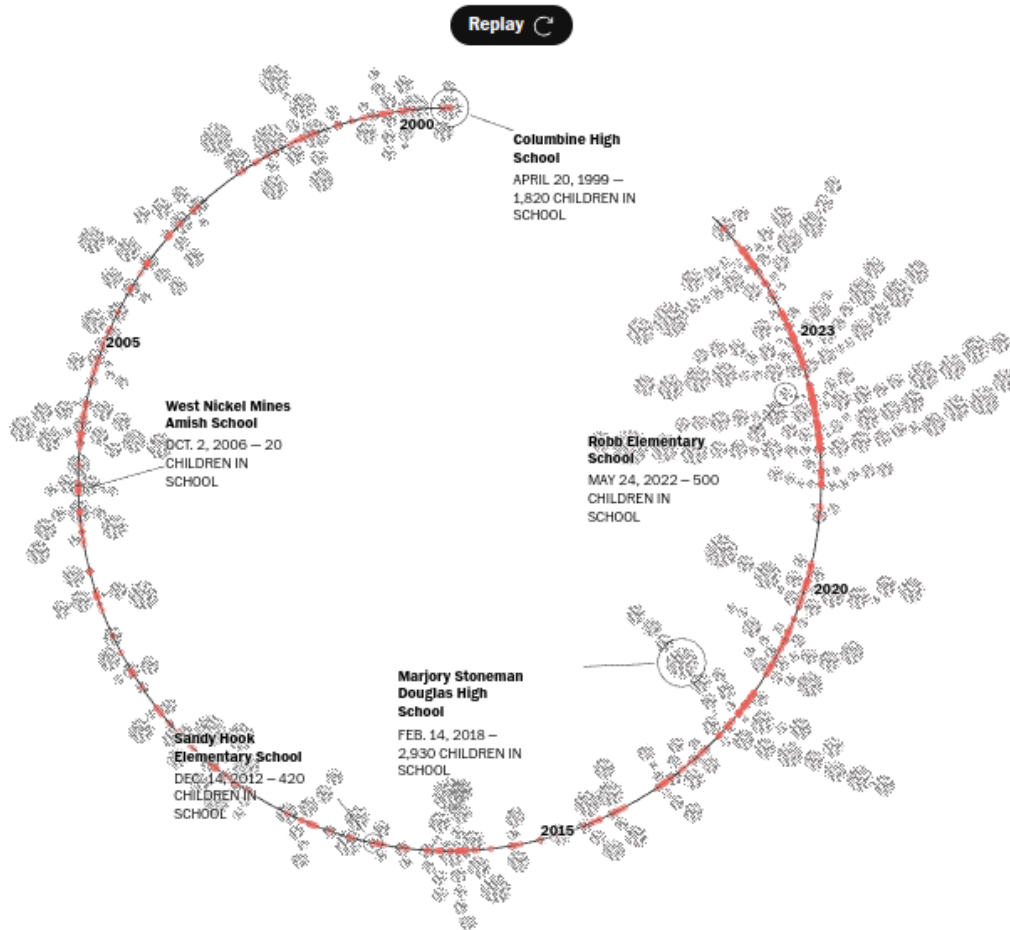 Replay
2000
Columbine High
School
APRIL 20, 1999 —
1,820 CHILDREN IN
SCHOOL
2023
2005
West Nickel Mines
Amish School
OCT. 2, 2006 — 20
CHILDREN IN
SCHOOL
Robb Elementary
School
MAY 24, 2022 — 500
CHILDREN IN
SCHOOL
2020
Marjory Stoneman
Douglas High
School
FEB. 14, 2018 —
2,930 CHILDREN IN
SCHOOL
Sandy Hook
Elementary School
DEC. 14, 2012 — 420
CHILDREN IN
SCHOOL
2015